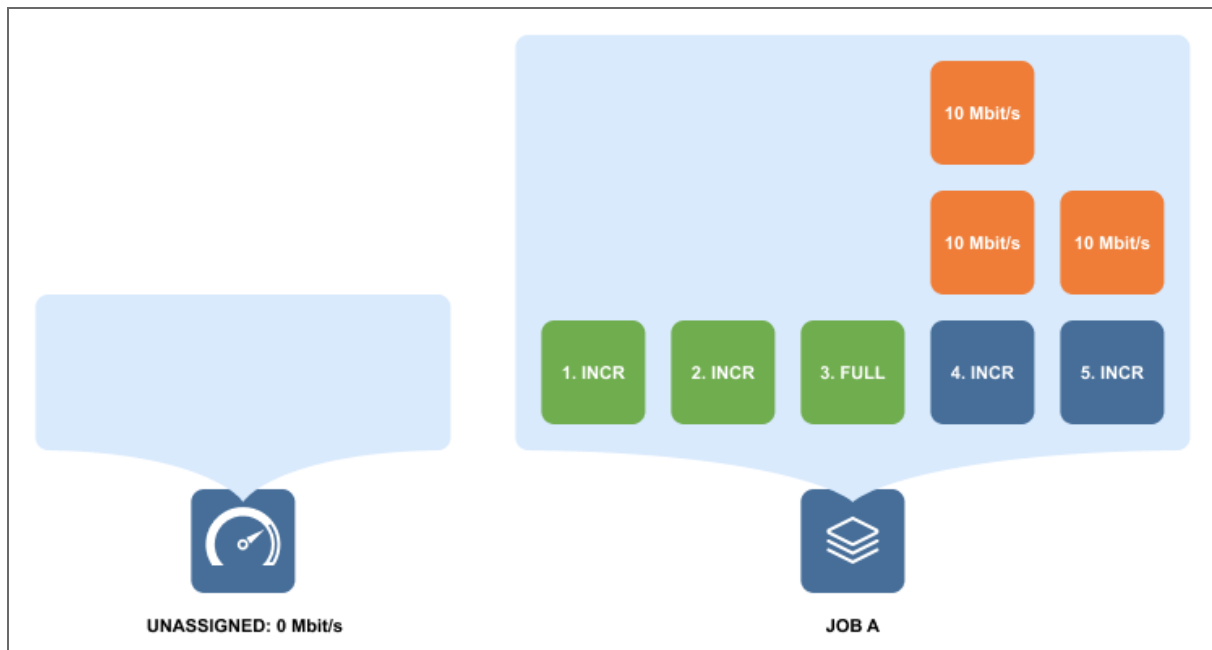 10 Mbit/s
10 Mbit/s
10 Mbit/s
1. INCR
2. INCR
3. FULL
4. INCR
5. INCR
UNASSIGNED: 0 Mbit/s
JOB A